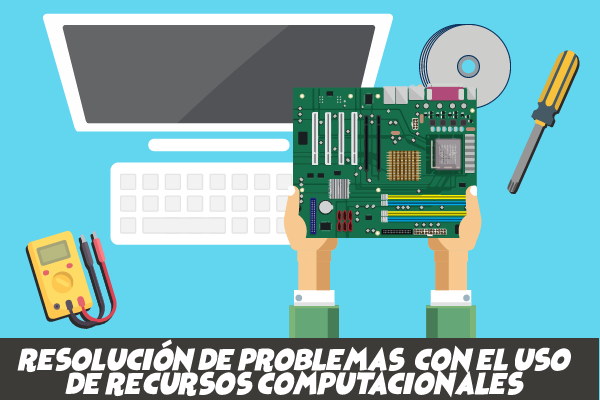 RESOLUCIÓN DE PROBLEMAS CON EL USO
DE RECURSOS COMPUTACIONALES